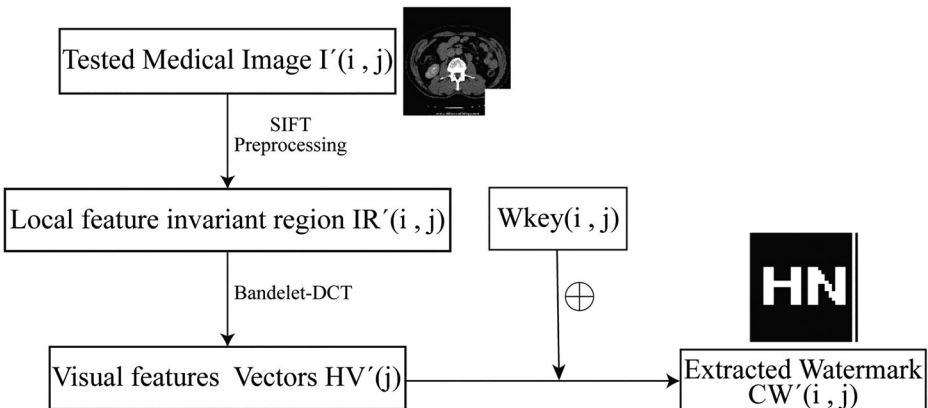 Tested Medical Image I´(i , j)
SIFT
Preprocessing
Local feature invariant region IR´(i , j)
Wkey(i , j)
Bandelet-DCT
HN
Visual features Vectors HV´(j)
Extracted Watermark
CW´(i , j)